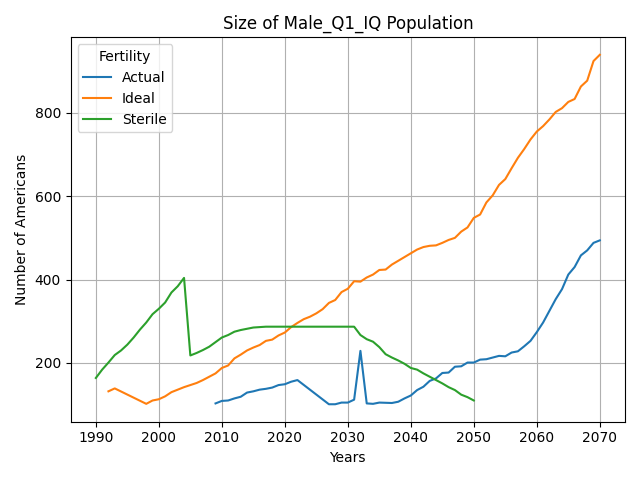 Size of Male_Q1_IQ Population
Fertility
Actual
Ideal
Sterile
Number of Americans
800
600
400
200
1990 2000 2010 2020 2030 2040 2050 2060 2070
Years